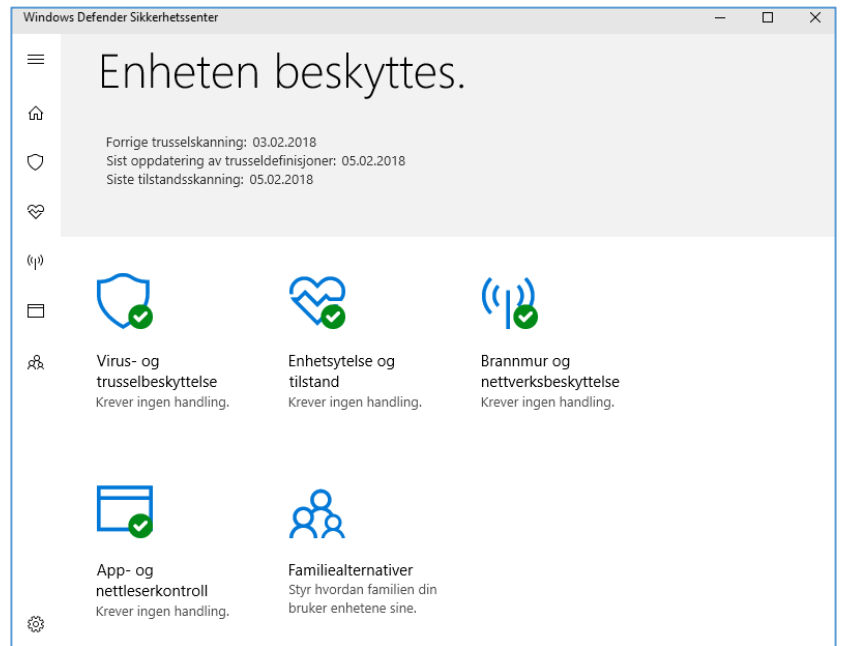 Windows Defender Sikkerhetssenter
Enheten beskyttes.
Forrige trusselskanning: 03.02.2018
Sist oppdatering av trusseldefinisjoner: 05.02.2018
Siste tilstandsskanning: 05.02.2018
Virus- og
trusselbeskyttelse
Krever ingen handling.
Enhetsytelse og
tilstand
Krever ingen handling.
Brannmur og
nettverksbeskyttelse
Krever ingen handling.
App- og
nettleserkontroll
Krever ingen handling.
Familiealternativer
Styr hvordan familien din
bruker enhetene sine.